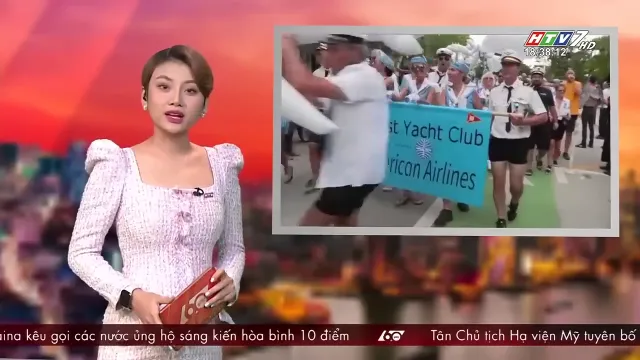 HTV7 HD
18:38:12
st Yacht Club
rican Airlines
aina kêu gọi các nước ủng hộ sáng kiến hòa bình 10 điểm
60
Tân Chủ tịch Hạ viện Mỹ tuyên bố